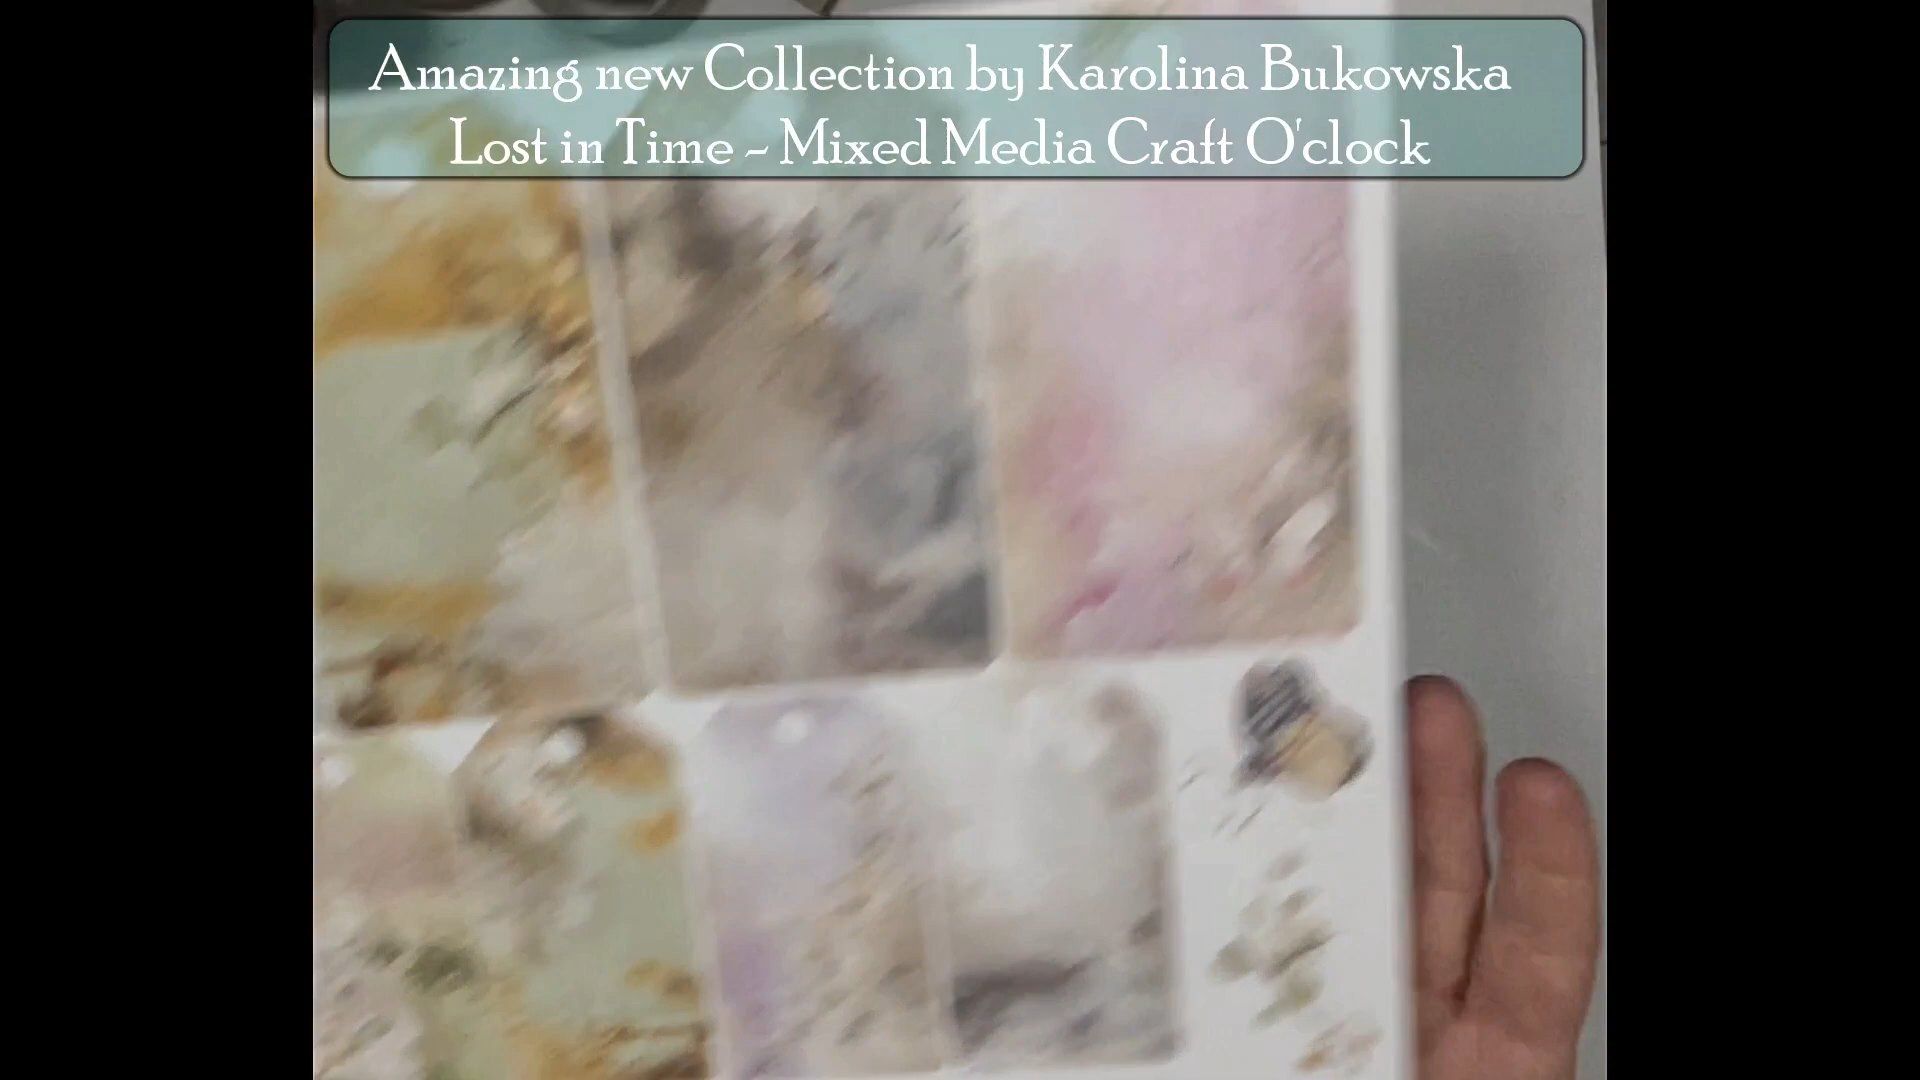 Amazing new Collection by Karolina Bukowska
Lost in Time - Mixed Media Craft O'clock